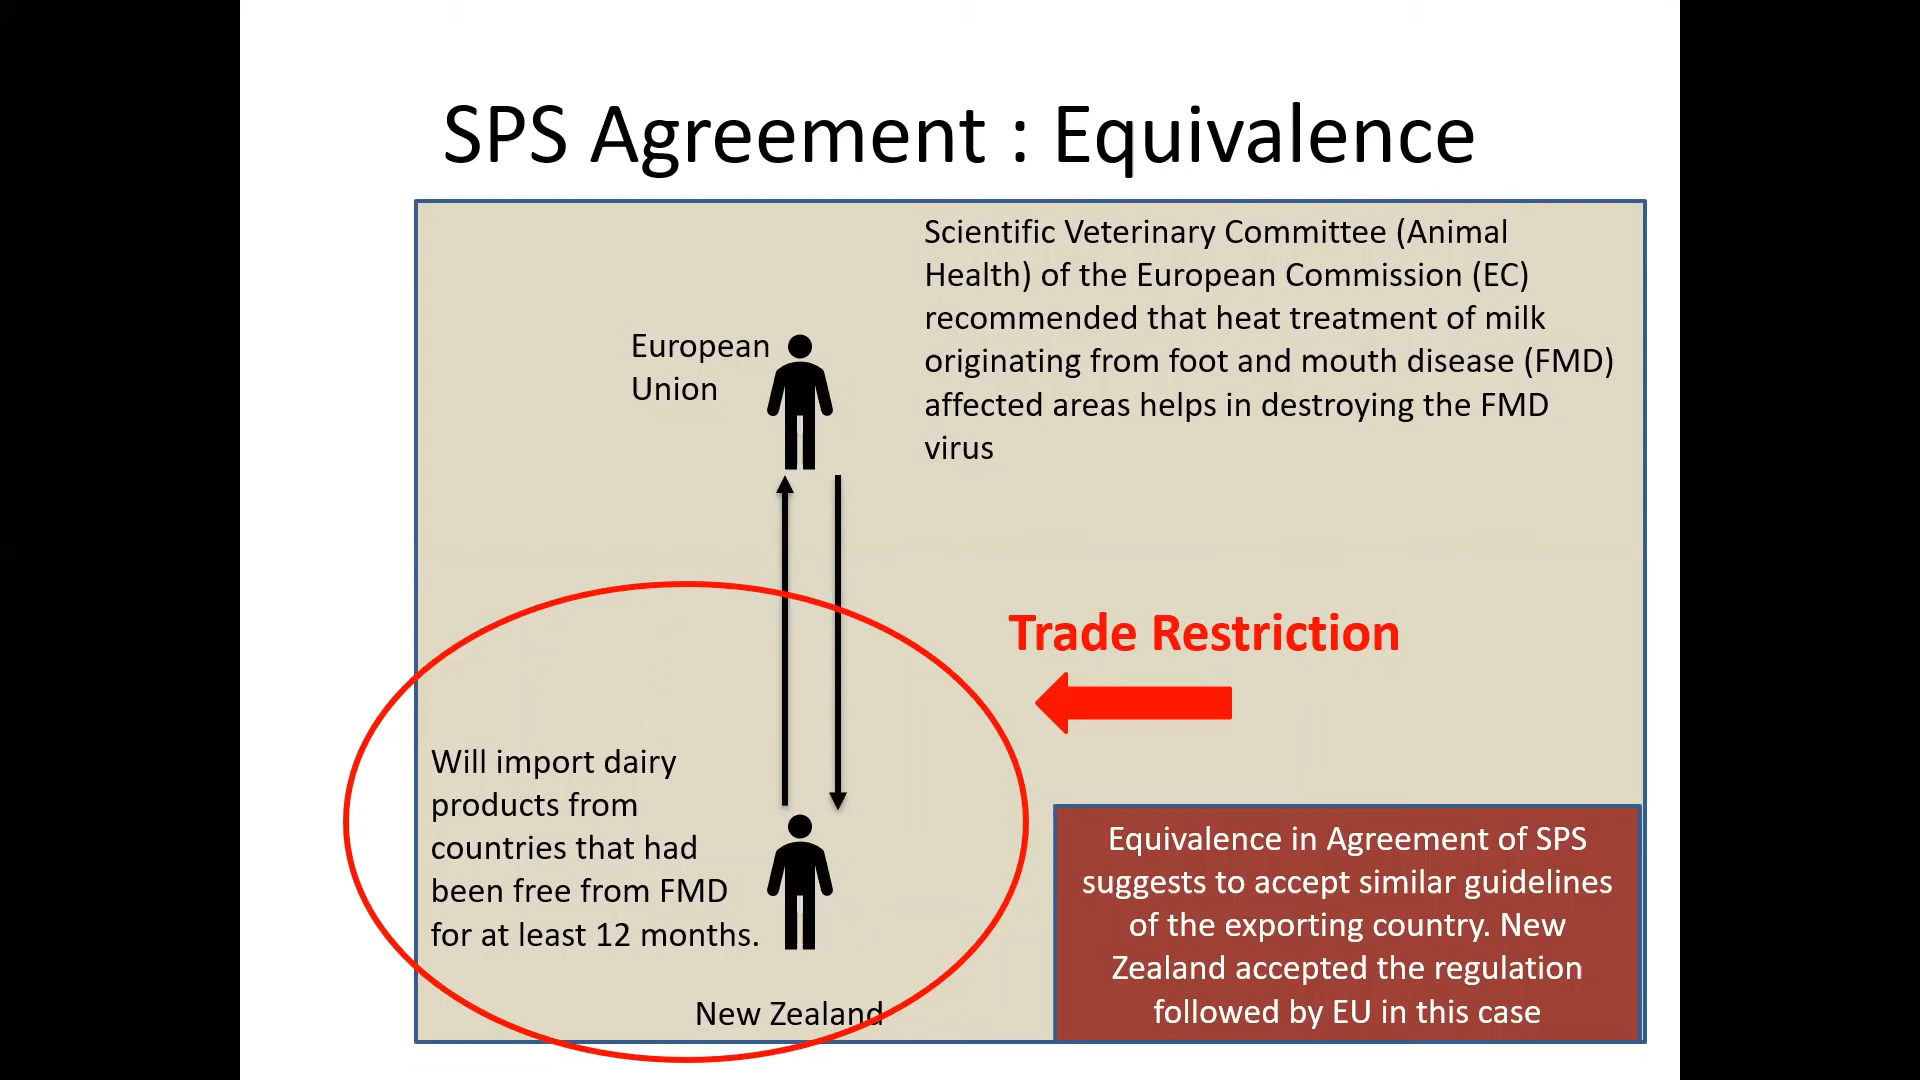 SPS Agreement : Equivalence
Scientific Veterinary Committee (Animal
Health) of the European Commission (EC)
recommended that heat treatment of milk
originating from foot and mouth disease (FMD)
affected areas helps in destroying the FMD
virus
European
Union
Trade Restriction
Will import dairy
products from
countries that had
been free from FMD
for at least 12 months.
New Zealand
Equivalence in Agreement of SPS
suggests to accept similar guidelines
of the exporting country. New
Zealand accepted the regulation
followed by EU in this case